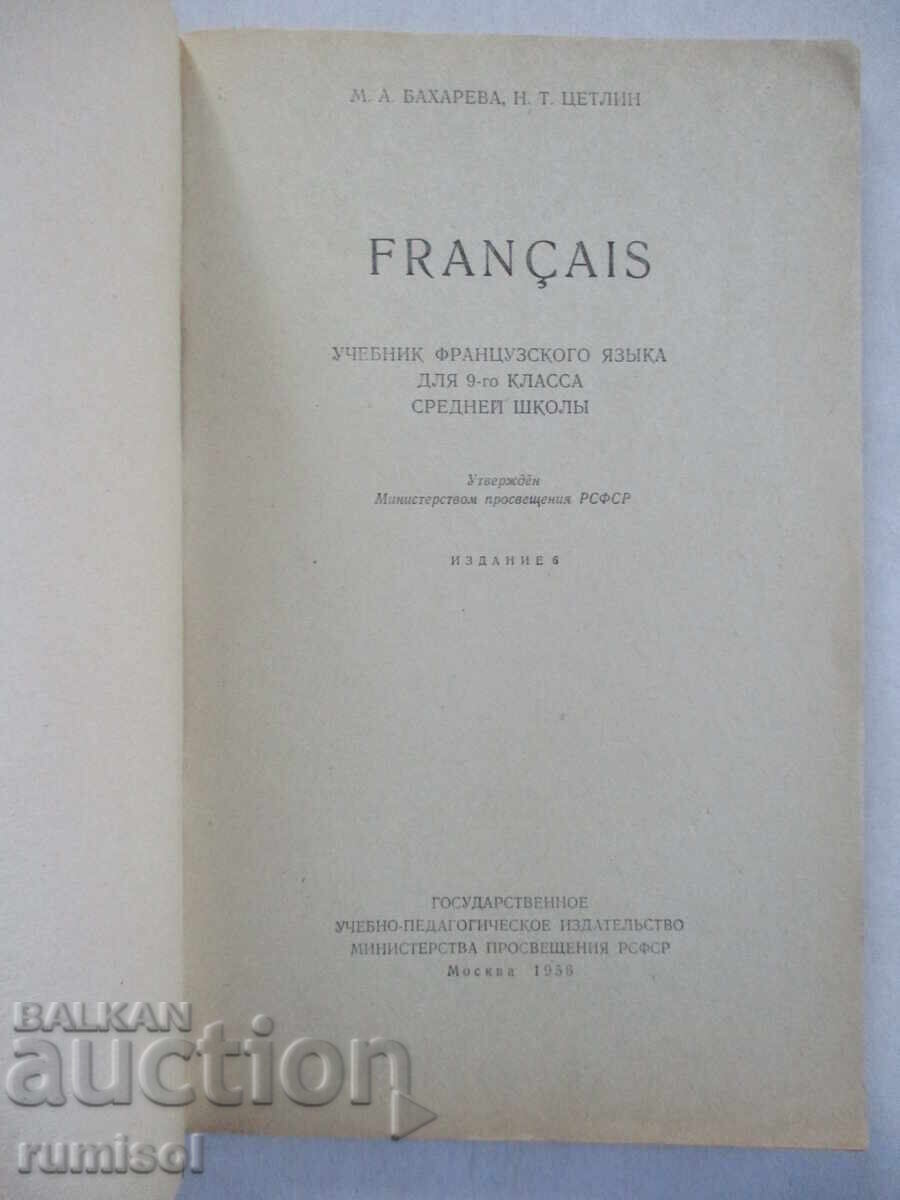 М. А. БАХАРЕВА, Н. Т. ЦЕТЛИН
FRANÇAIS
УЧЕБНИК ФРАНЦУЗСКОГО ЯЗЫКА
ДЛЯ 9-го КЛАССА
СРЕДНЕЙ ШКОЛЫ
Утверждён
Министерством просвещения РСФСР
ИЗДАНИЕ 6
ГОСУДАРСТВЕННОЕ
УЧЕБНО-ПЕДАГОГИЧЕСКОЕ ИЗДАТЕЛЬСТВО
МИНИСТЕРСТВА ПРОСВЕЩЕНИЯ РСФСР
Москва 1956
BALKAN
auction
rumisol